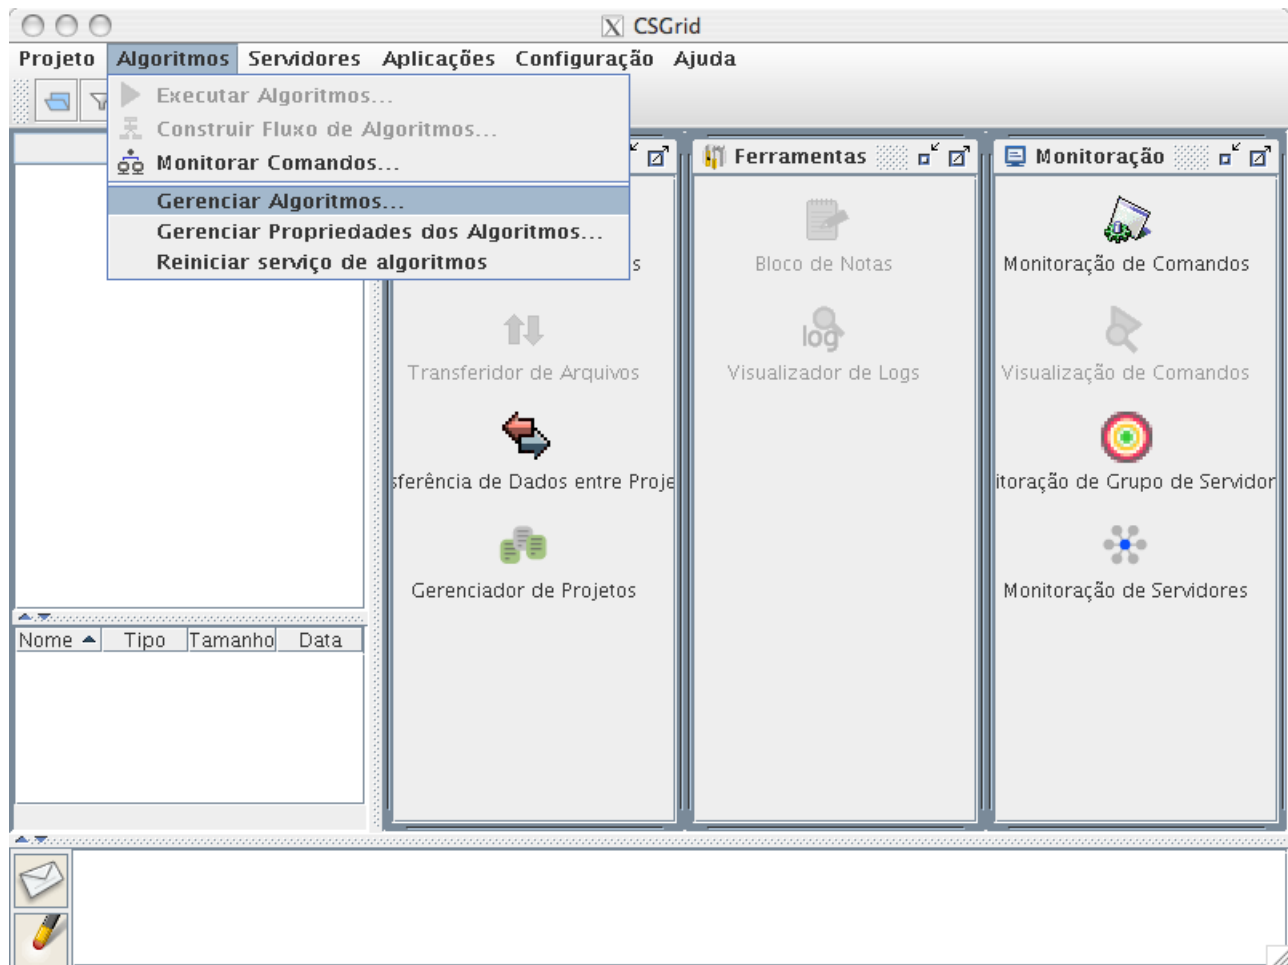 CSGrid
Projeto Algoritmos Servidores Aplicações Configuração Ajuda
Executar Algoritmos...
Construir Fluxo de Algoritmos...
Monitorar Comandos...
Gerenciar Algoritmos...
Gerenciar Propriedades dos Algoritmos...
Reiniciar serviço de algoritmos
s
Transferidor de Arquivos
sferência de Dados entre Proje
Gerenciador de Projetos
Ferramentas
Bloco de Notas
log
Visualizador de Logs
Monitoração
Monitoração de Comandos
Visualização de Comandos
itoração de Grupo de Servidor
Monitoração de Servidores
Nome Tipo Tamanho Data